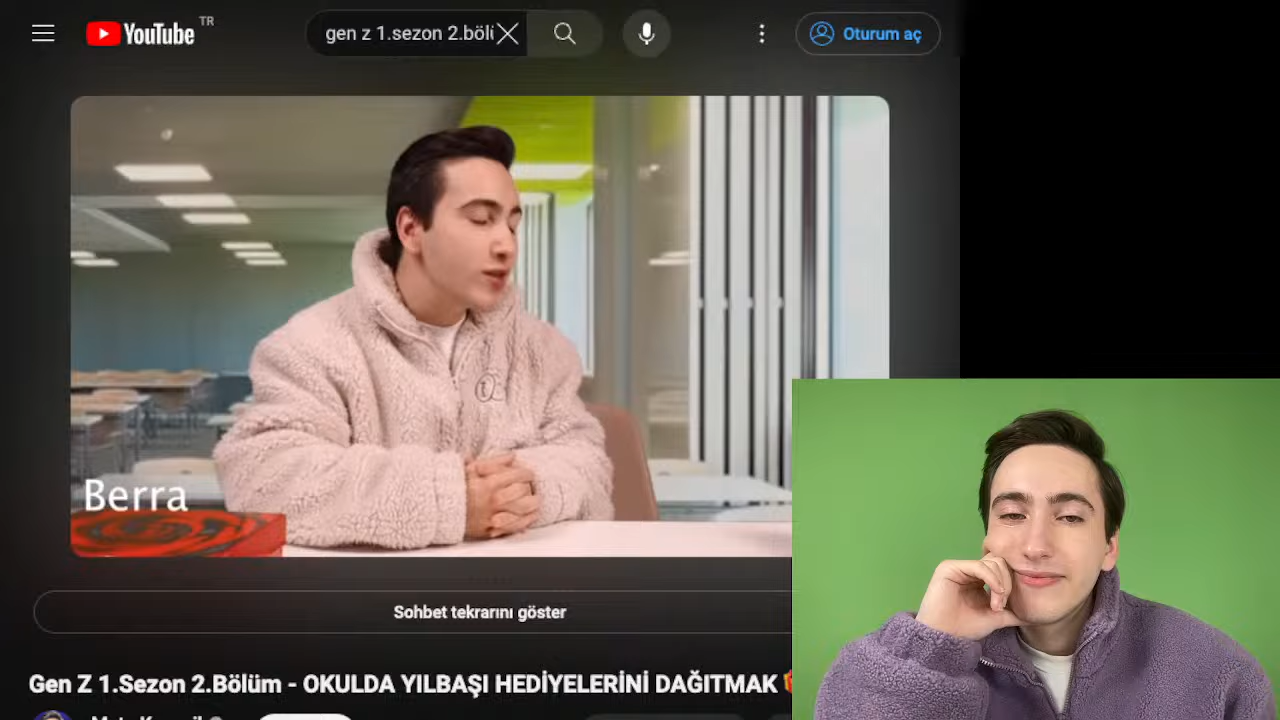 YouTube TR
gen z 1.sezon 2.böl
Oturum aç
Berra
Sohbet tekrarını göster
Gen Z 1.Sezon 2.Bölüm - OKULDA YILBAŞI HEDİYELERİNİ DAĞITMAK